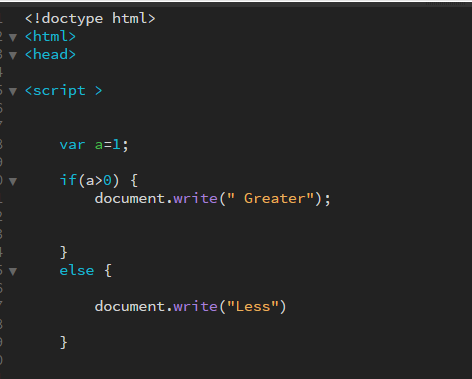 <!doctype html>
<html>
<head>
<script >
var a=1;
if(a>0) {
document.write(" Greater");
}
else {
document.write("Less")
}